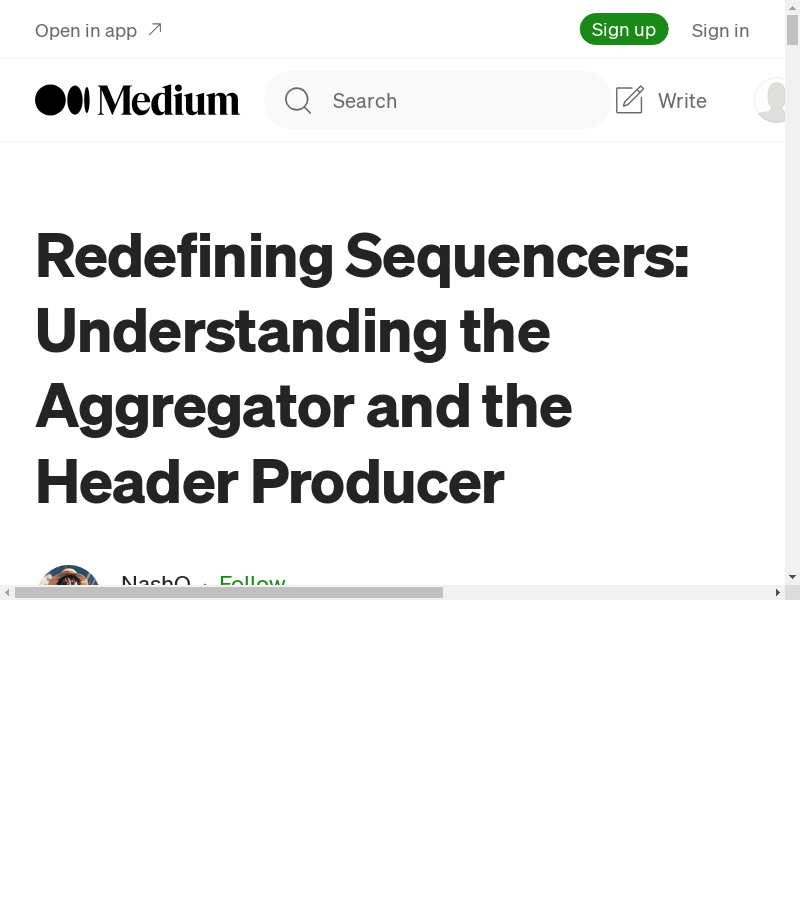 Open in app
Sign up
Sign in
Medium
Search
Write
Redefining Sequencers:
Understanding the
Aggregator and the
Header Producer
NashQ · Follow